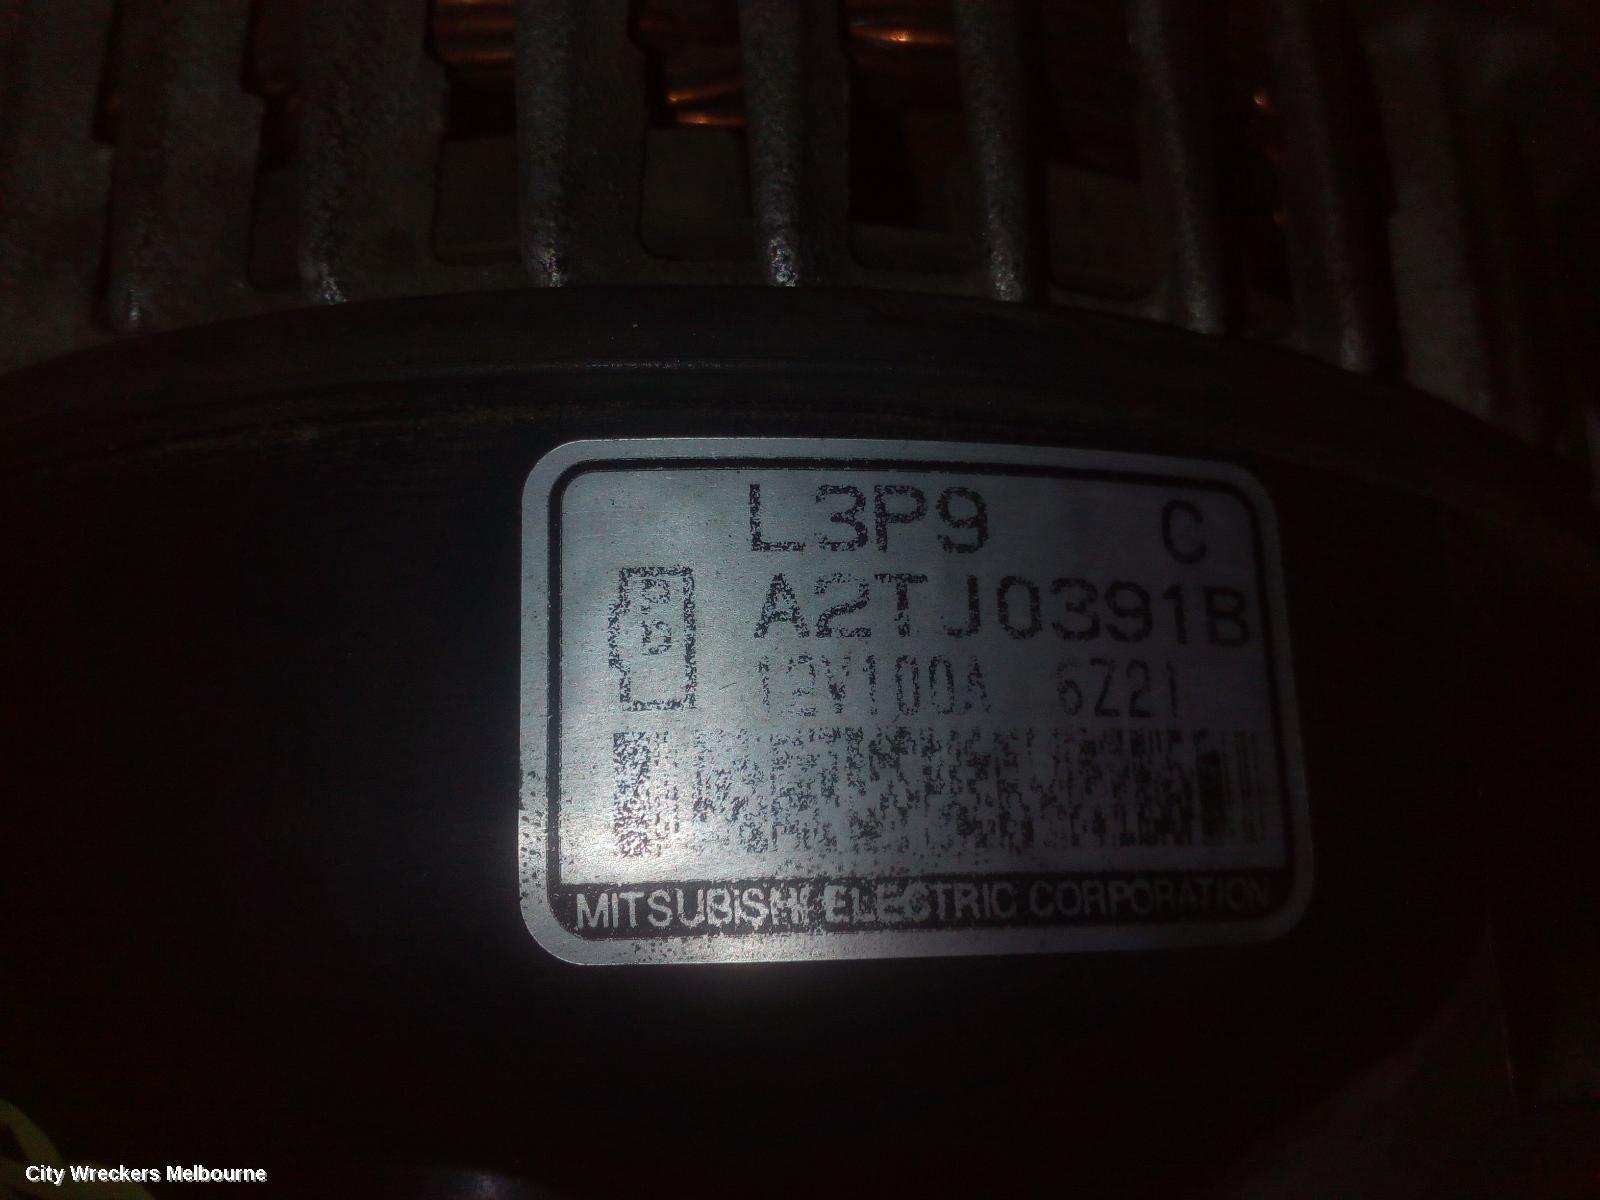 L3P9 C
A2TJ0391B
12V100A 6Z21
MITSUBISHI ELECTRIC CORPORATION
City Wreckers Melbourne